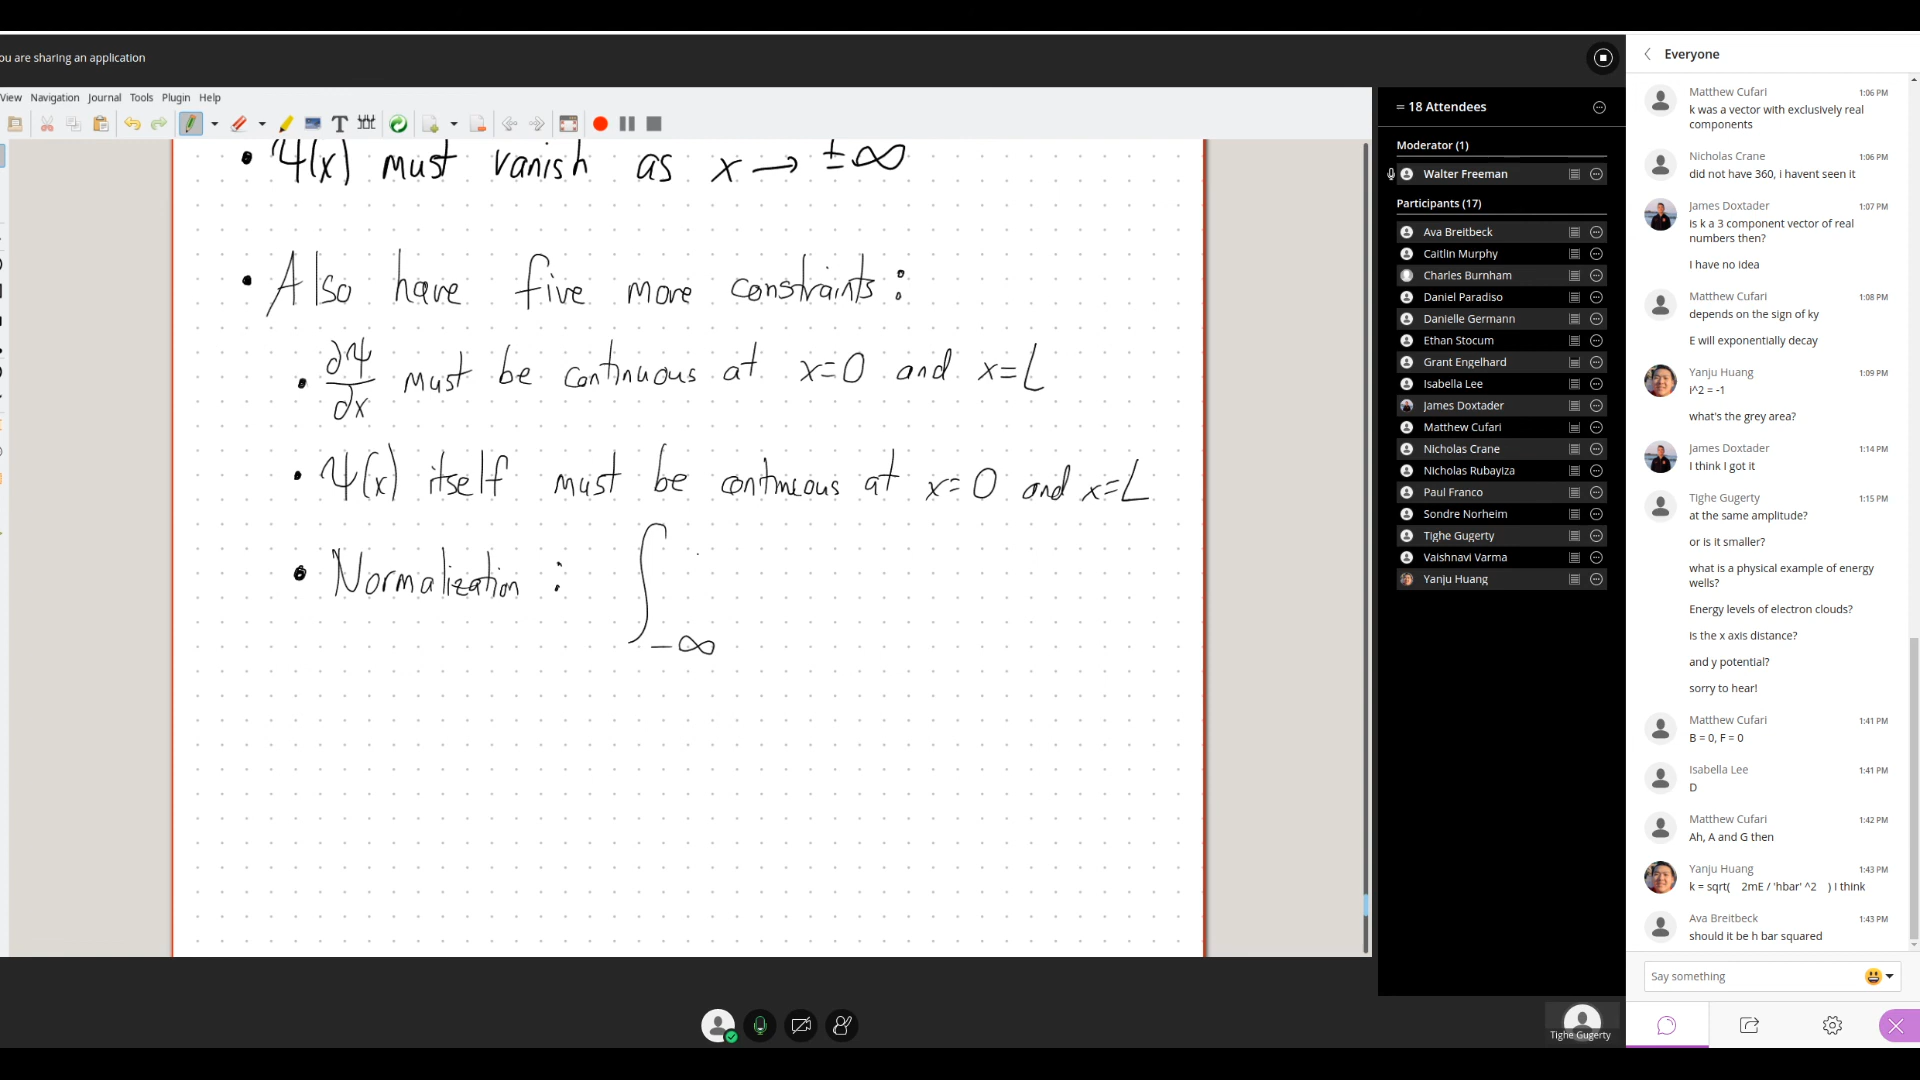 ou are sharing an application
View Navigation Journal Tools Plugin Help
• Ψ(x) must vanish as x → ±∞
• Also have five more constraints:
• ∂Ψ/∂x must be continuous at x=0 and x=L
• Ψ(x) itself must be continuous at x=0 and x=L
• Normalization : ∫ -∞
18 Attendees
Moderator (1)
Walter Freeman
Participants (17)
Ava Breitbeck
Caitlin Murphy
Charles Burnham
Daniel Paradiso
Danielle Germann
Ethan Stocum
Grant Engelhard
Isabella Lee
James Doxtader
Matthew Cufari
Nicholas Crane
Nicholas Rubayiza
Paul Franco
Sondre Norheim
Tighe Gugerty
Vaishnavi Varma
Yanju Huang
Tighe Gugerty
Everyone
Matthew Cufari 1:06 PM
k was a vector with exclusively real
components
Nicholas Crane 1:06 PM
did not have 360, i havent seen it
James Doxtader 1:07 PM
is k a 3 component vector of real
numbers then?
I have no idea
Matthew Cufari 1:08 PM
depends on the sign of ky
E will exponentially decay
Yanju Huang 1:09 PM
i^2 = -1
what's the grey area?
James Doxtader 1:14 PM
I think I got it
Tighe Gugerty 1:15 PM
at the same amplitude?
or is it smaller?
what is a physical example of energy
wells?
Energy levels of electron clouds?
is the x axis distance?
and y potential?
sorry to hear!
Matthew Cufari 1:41 PM
B = 0, F = 0
Isabella Lee 1:41 PM
D
Matthew Cufari 1:42 PM
Ah, A and G then
Yanju Huang 1:43 PM
k = sqrt( 2mE / 'hbar' ^2 ) I think
Ava Breitbeck 1:43 PM
should it be h bar squared
Say something